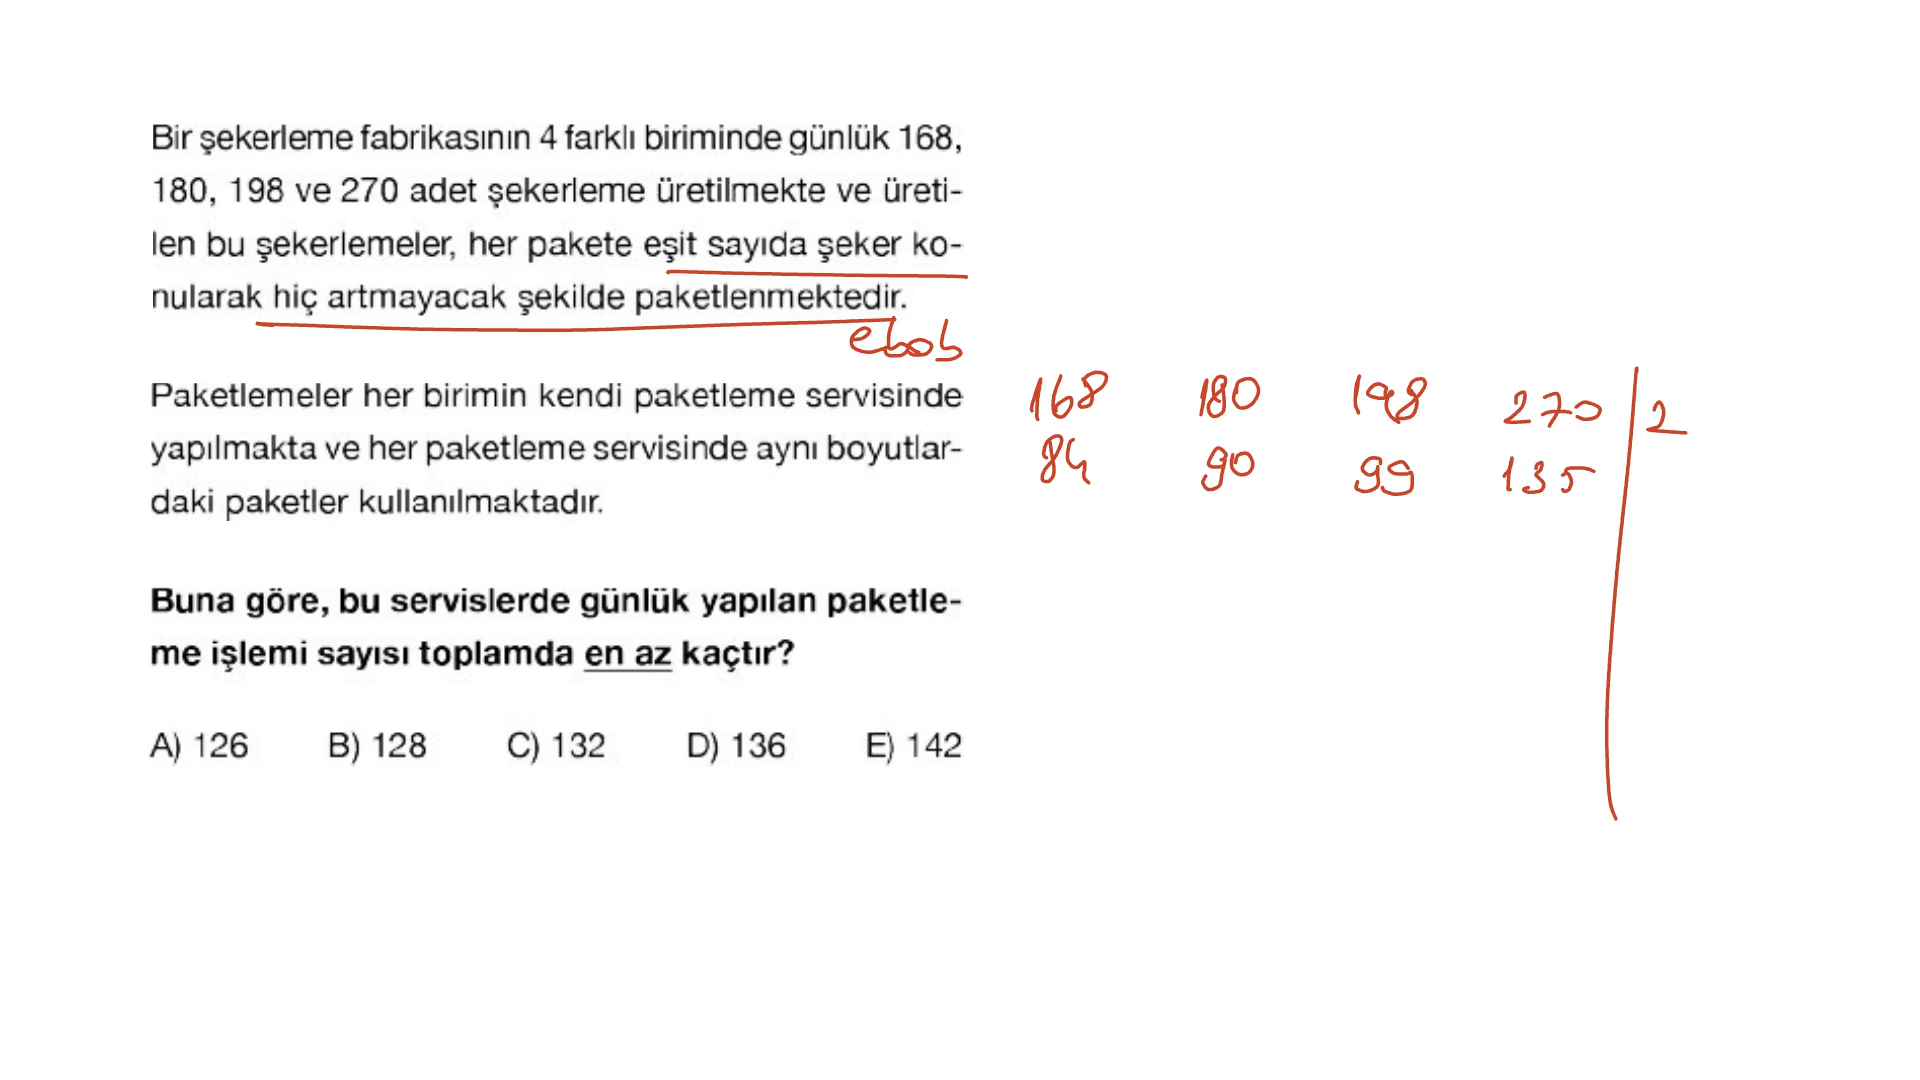 Bir şekerleme fabrikasının 4 farklı biriminde günlük 168,
180, 198 ve 270 adet şekerleme üretilmekte ve üreti-
len bu şekerlemeler, her pakete eşit sayıda şeker ko-
nularak hiç artmayacak şekilde paketlenmektedir.
ebob
Paketlemeler her birimin kendi paketleme servisinde
yapılmakta ve her paketleme servisinde aynı boyutlar-
daki paketler kullanılmaktadır.
Buna göre, bu servislerde günlük yapılan paketle-
me işlemi sayısı toplamda en az kaçtır?
A) 126 B) 128 C) 132 D) 136 E) 142
168 180 198 270 2
84 90 99 135